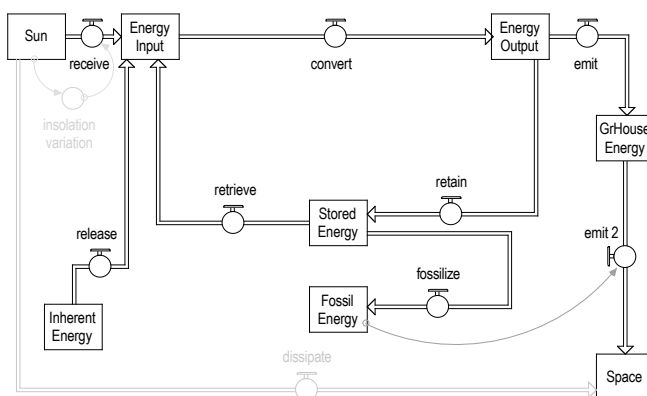 Sun
Energy
Input
Energy
Output
receive
convert
emit
insolation
variation
GrHouse
Energy
retrieve
retain
Stored
Energy
release
emit 2
fossilize
Inherent
Energy
Fossil
Energy
dissipate
Space